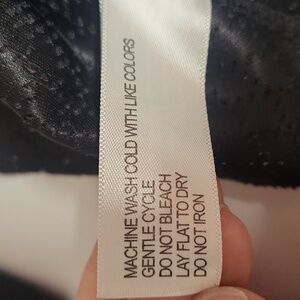 MACHINE WASH COLD WITH LIKE COLORS
GENTLE CYCLE
DO NOT BLEACH
LAY FLAT TO DRY
DO NOT IRON